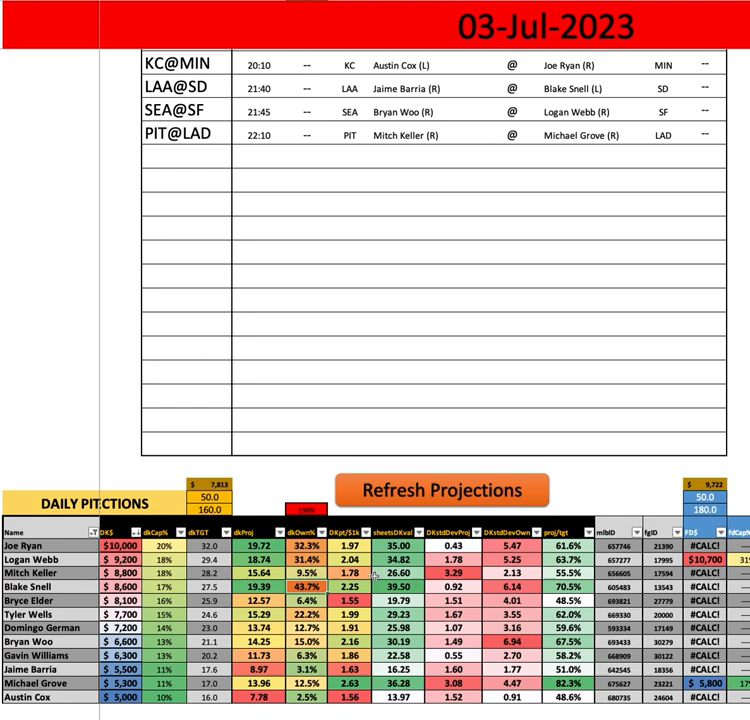 03-Jul-2023
KC@MIN 20:10 -- KC Austin Cox (L) @ Joe Ryan (R) MIN --
LAA@SD 21:40 -- LAA Jaime Barria (R) @ Blake Snell (L) SD --
SEA@SF 21:45 -- SEA Bryan Woo (R) @ Logan Webb (R) SF --
PIT@LAD 22:10 -- PIT Mitch Keller (R) @ Michael Grove (R) LAD --
$ 7,813 $ 9,722
Refresh Projections
50.0 50.0
DAILY PITCTIONS 160.0 180.0
Name DK$ dkCap% dkTGT dkProj dkOwn% DKpt/$1k sheetsDKval DKstdDevProj DKstdDevOwn proj/tgt mlbID fgID FD$ fdCap%
Joe Ryan $10,000 20% 32.0 19.72 32.3% 1.97 35.00 0.43 5.47 61.6% 657746 21390 #CALC!
Logan Webb $ 9,200 18% 29.4 18.74 31.4% 2.04 34.82 1.78 5.25 63.7% 657277 17995 $10,700 31%
Mitch Keller $ 8,800 18% 28.2 15.64 9.5% 1.78 26.60 3.29 2.13 55.5% 656605 17594 #CALC!
Blake Snell $ 8,600 17% 27.5 19.39 43.7% 2.25 39.50 0.92 6.14 70.5% 605483 13543 #CALC!
Bryce Elder $ 8,100 16% 25.9 12.57 6.4% 1.55 19.79 1.51 4.01 48.5% 693821 27779 #CALC!
Tyler Wells $ 7,700 15% 24.6 15.29 22.2% 1.99 29.23 1.67 3.55 62.0% 669330 20000 #CALC!
Domingo German $ 7,200 14% 23.0 13.74 12.7% 1.91 25.98 1.07 3.16 59.6% 593334 17149 #CALC!
Bryan Woo $ 6,600 13% 21.1 14.25 15.0% 2.16 30.19 1.49 6.94 67.5% 693433 30279 #CALC!
Gavin Williams $ 6,300 13% 20.2 11.73 6.3% 1.86 22.58 0.55 2.70 58.2% 668909 30122 #CALC!
Jaime Barria $ 5,500 11% 17.6 8.97 3.1% 1.63 16.25 1.60 1.77 51.0% 642545 18356 #CALC!
Michael Grove $ 5,300 11% 17.0 13.96 12.5% 2.63 36.28 3.08 4.47 82.3% 675627 23221 $ 5,800 17%
Austin Cox $ 5,000 10% 16.0 7.78 2.5% 1.56 13.97 1.52 0.91 48.6% 680735 24604 #CALC!